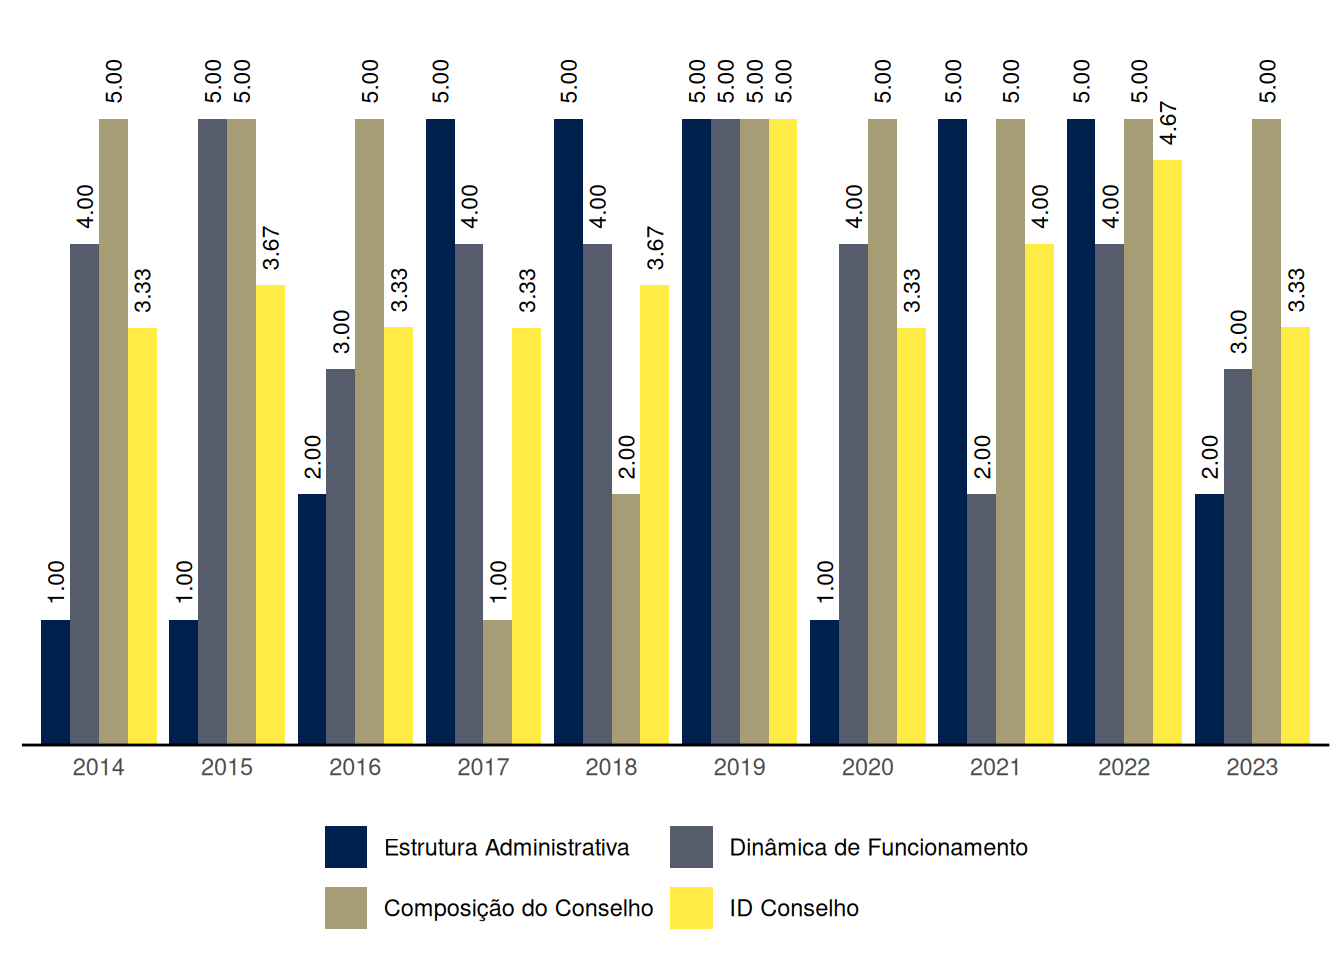 5.00 5.00 5.00 5.00 5.00 5.00 5.00 5.00 5.00 5.00 5.00 5.00 5.00 5.00 5.00 5.00
4.67
4.00 4.00 4.00 4.00 4.00 4.00
3.67 3.67
3.33 3.33 3.33 3.33 3.33
3.00 3.00
2.00 2.00 2.00 2.00
1.00 1.00 1.00 1.00
2014 2015 2016 2017 2018 2019 2020 2021 2022 2023
Estrutura Administrativa Dinâmica de Funcionamento
Composição do Conselho ID Conselho